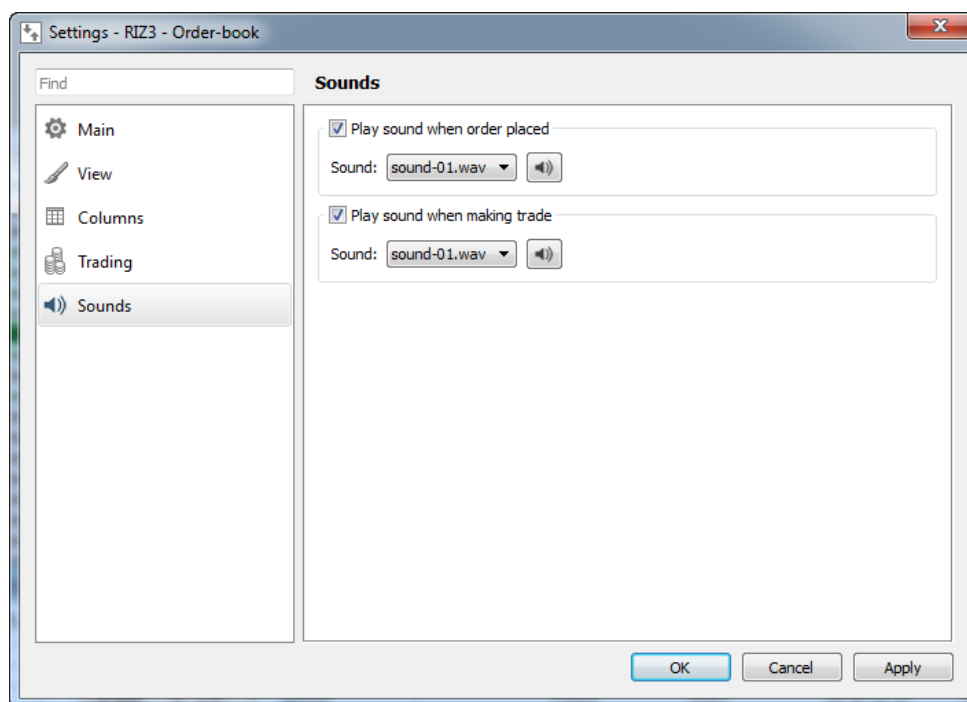 Settings - RIZ3 - Order-book
Find
Main
View
Columns
Trading
Sounds
Sounds
Play sound when order placed
Sound: sound-01.wav
Play sound when making trade
Sound: sound-01.wav
OK Cancel Apply